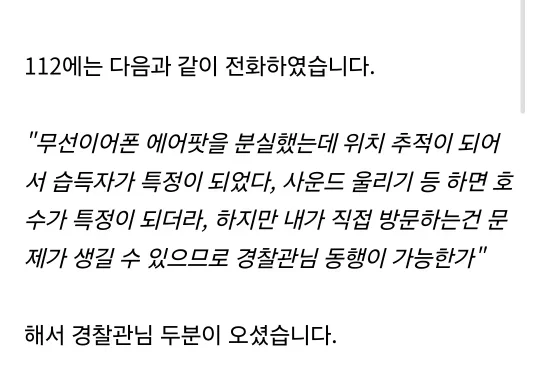 112에는 다음과 같이 전화하였습니다.
"무선이어폰 에어팟을 분실했는데 위치 추적이 되어
서 습득자가 특정이 되었다, 사운드 울리기 등 하면 호
수가 특정이 되더라, 하지만 내가 직접 방문하는건 문
제가 생길 수 있으므로 경찰관님 동행이 가능한가"
해서 경찰관님 두분이 오셨습니다.